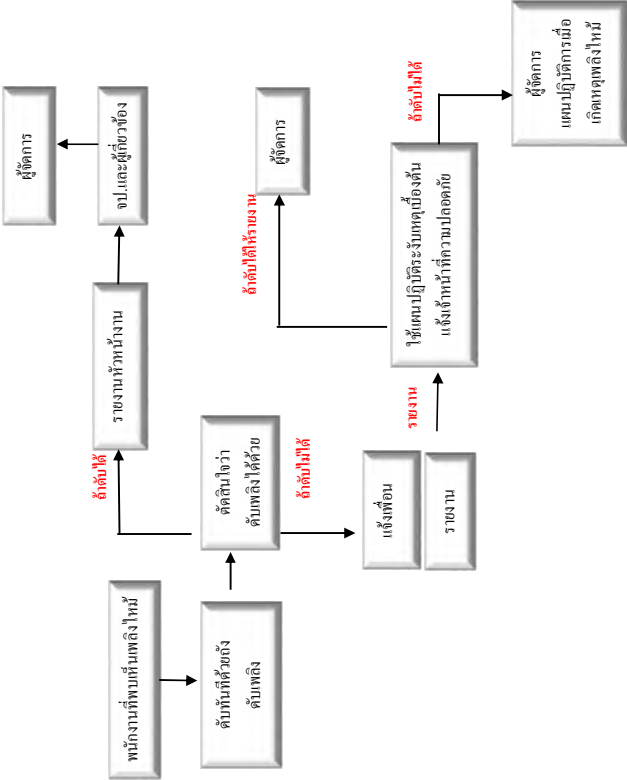 พนักงานที่พบเห็นเพลิงไหม้
ดับทันทีด้วยถัง
ดับเพลิง
ตัดสินใจว่า
ดับเพลิงได้ด้วย
ถ้าดับได้
รายงานหัวหน้างาน
จป.และผู้เกี่ยวข้อง
ผู้จัดการ
ถ้าดับไม่ได้
แจ้งเพื่อน
รายงาน
รายงาน
ใช้แผนปฏิบัติระงับเหตุเบื้องต้น
แจ้งเจ้าหน้าที่ความปลอดภัย
ถ้าดับได้ให้รายงาน
ผู้จัดการ
ถ้าดับไม่ได้
ผู้จัดการ
แผนปฏิบัติการเมื่อ
เกิดเหตุเพลิงไหม้